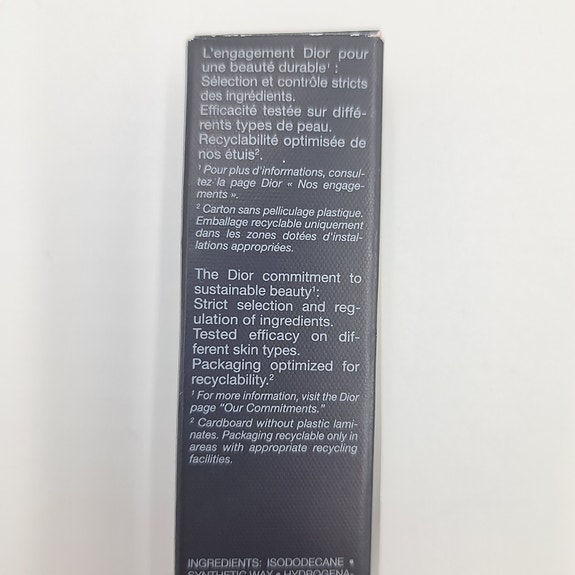 L'engagement Dior pour
une beauté durable¹ :
Sélection et contrôle stricts
des ingrédients.
Efficacité testée sur diffé-
rents types de peau.
Recyclabilité optimisée de
nos étuis².
¹ Pour plus d'informations, consul-
tez la page Dior « Nos engage-
ments ».
² Carton sans pelliculage plastique.
Emballage recyclable uniquement
dans les zones dotées d'instal-
lations appropriées.
The Dior commitment to
sustainable beauty¹:
Strict selection and reg-
ulation of ingredients.
Tested efficacy on dif-
ferent skin types.
Packaging optimized for
recyclability.²
¹ For more information, visit the Dior
page "Our Commitments."
² Cardboard without plastic lami-
nates. Packaging recyclable only in
areas with appropriate recycling
facilities.
INGREDIENTS: ISODODECANE •
SYNTHETIC WAX • HYDROGENA-